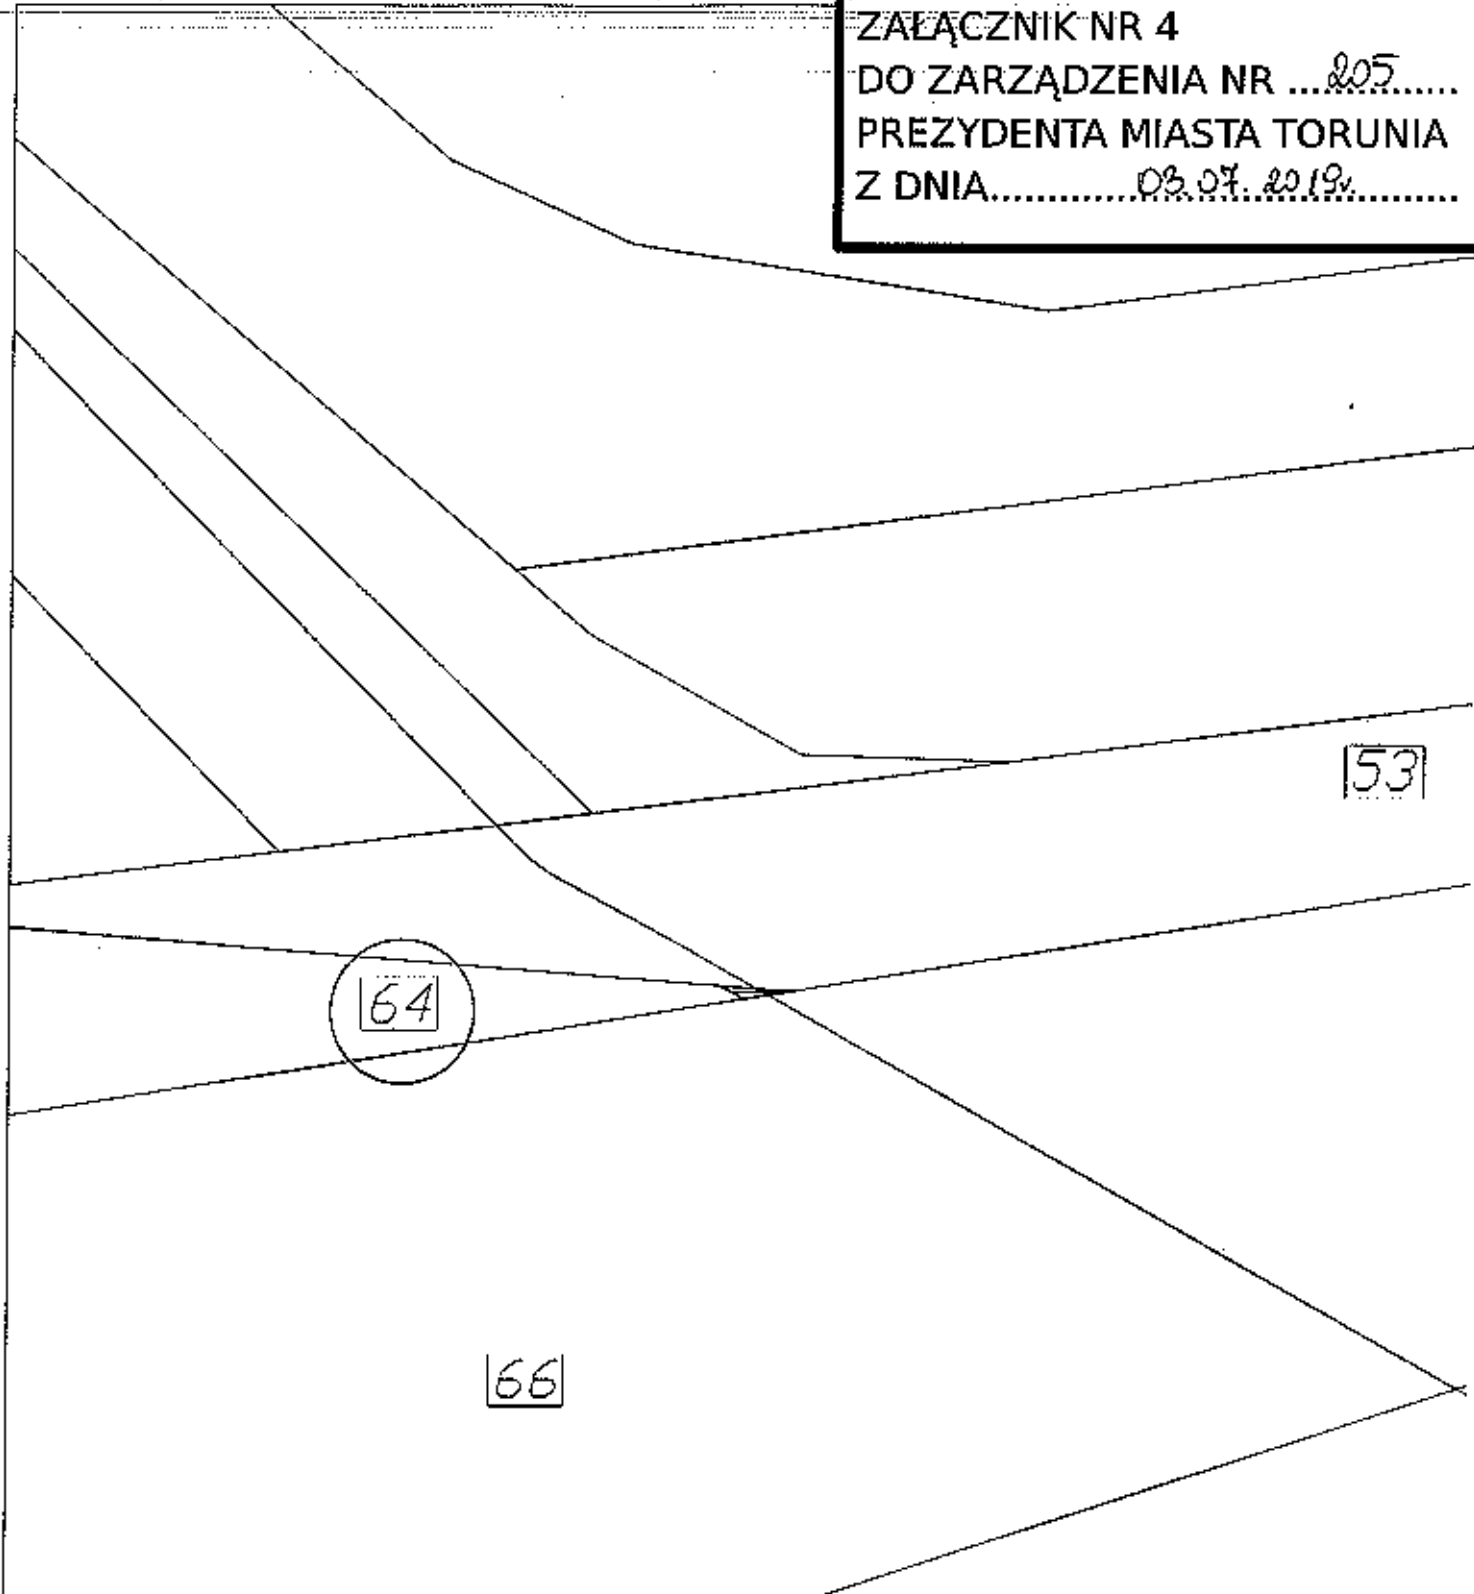 ZAŁĄCZNIK NR 4
DO ZARZĄDZENIA NR ...205......
PREZYDENTA MIASTA TORUNIA
Z DNIA............03.07.2019r..........
53
64
66